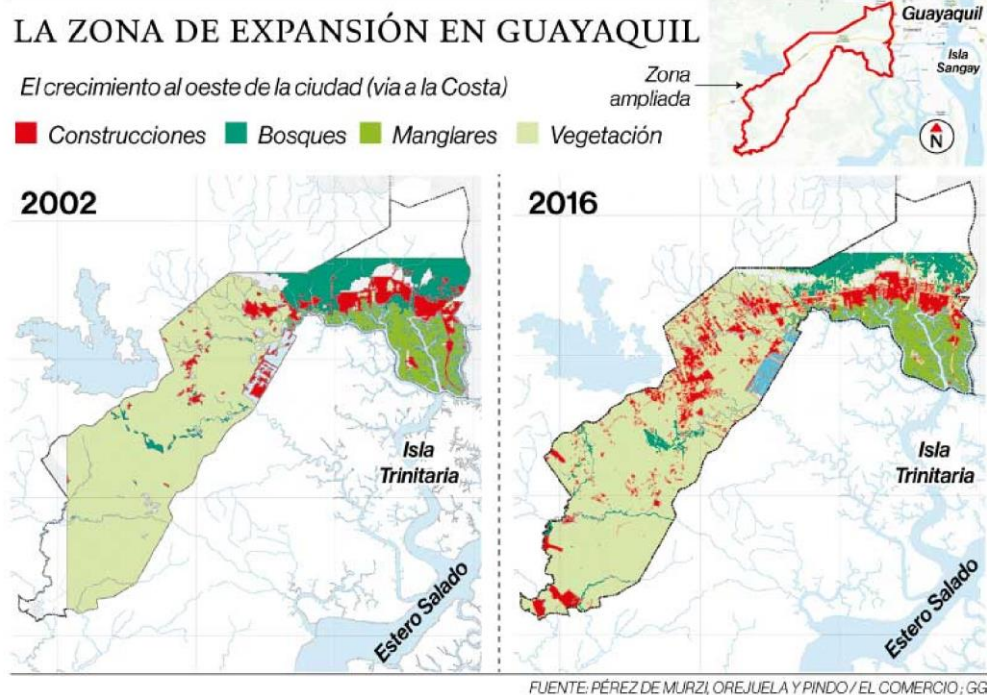 LA ZONA DE EXPANSIÓN EN GUAYAQUIL
El crecimiento al oeste de la ciudad (vía a la Costa)
Construcciones Bosques Manglares Vegetación
Zona
ampliada
Guayaquil
Isla
Sangay
N
2002
Isla
Trinitaria
Estero Salado
2016
Isla
Trinitaria
Estero Salado
FUENTE: PÉREZ DE MURZI, OREJUELA Y PINDO / EL COMERCIO : GG